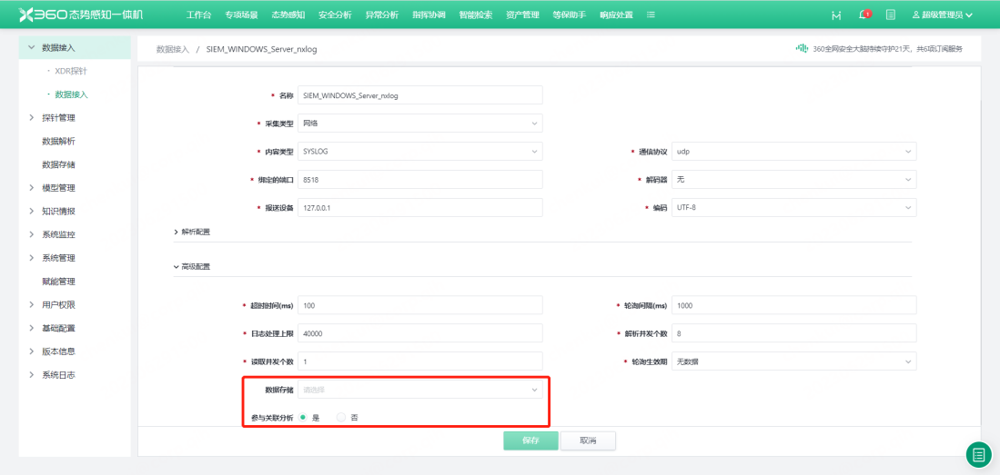 360态势感知一体机 工作台 专项场景 态势感知 安全分析 异常分析 指挥协调 智能检索 资产管理 等保助手 响应处置 1 超级管理员
数据接入
XDR探针
数据接入
探针管理
数据解析
数据存储
模型管理
知识情报
系统监控
系统管理
赋能管理
用户权限
基础配置
版本信息
系统日志
数据接入 / SIEM_WINDOWS_Server_nxlog 360全网安全大脑持续守护21天，共6项订阅服务
* 名称 SIEM_WINDOWS_Server_nxlog
* 采集类型 网络
* 内容类型 SYSLOG * 通信协议 udp
* 绑定的端口 8518 * 解码器 无
* 报送设备 127.0.0.1 * 编码 UTF-8
解析配置
高级配置
* 超时时间(ms) 100 * 轮询间隔(ms) 1000
* 日志处理上限 40000 * 解析并发个数 8
* 读取并发个数 1 * 轮询生效期 无数据
数据存储 请选择
参与关联分析 是 否
保存 取消